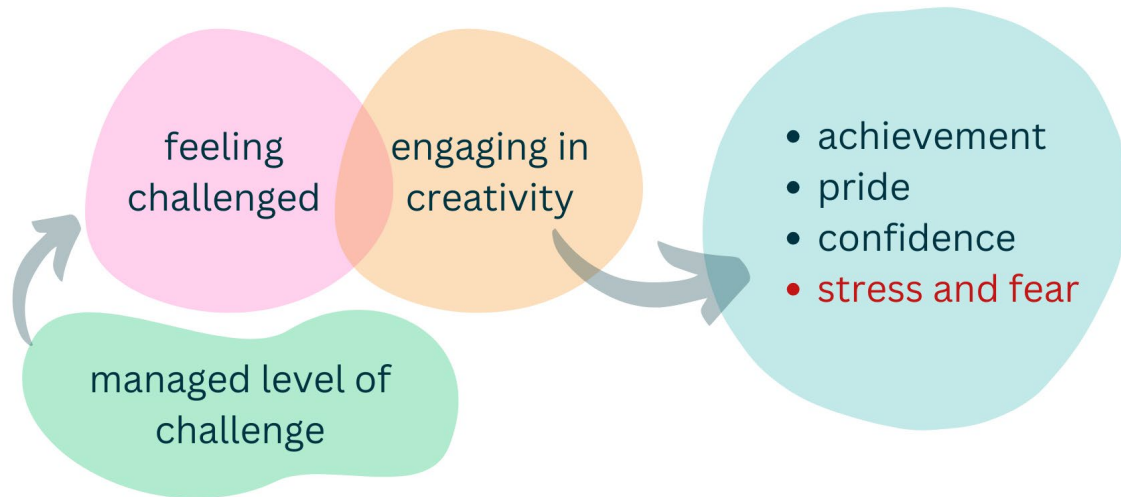 feeling
challenged
engaging in
creativity
managed level of
challenge
• achievement
• pride
• confidence
• stress and fear